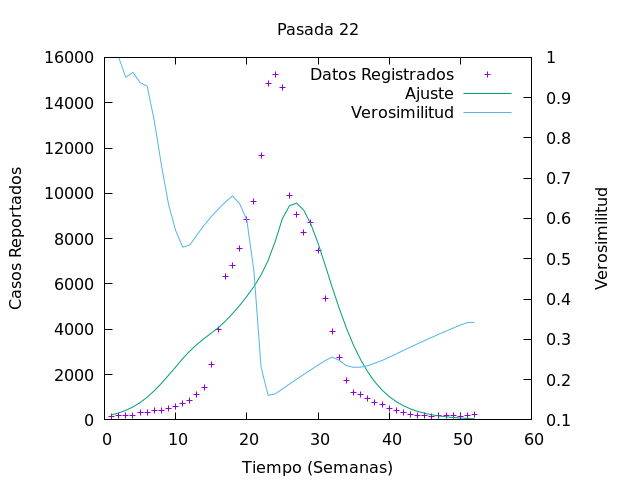 Pasada 22
16000 1
14000 0.9
12000 0.8
10000 0.7
8000 0.6
6000 0.5
4000 0.4
2000 0.3
0 0.2
0.1
Datos Registrados
Ajuste
Verosimilitud
Casos Reportados
Verosimilitud
0 10 20 30 40 50 60
Tiempo (Semanas)